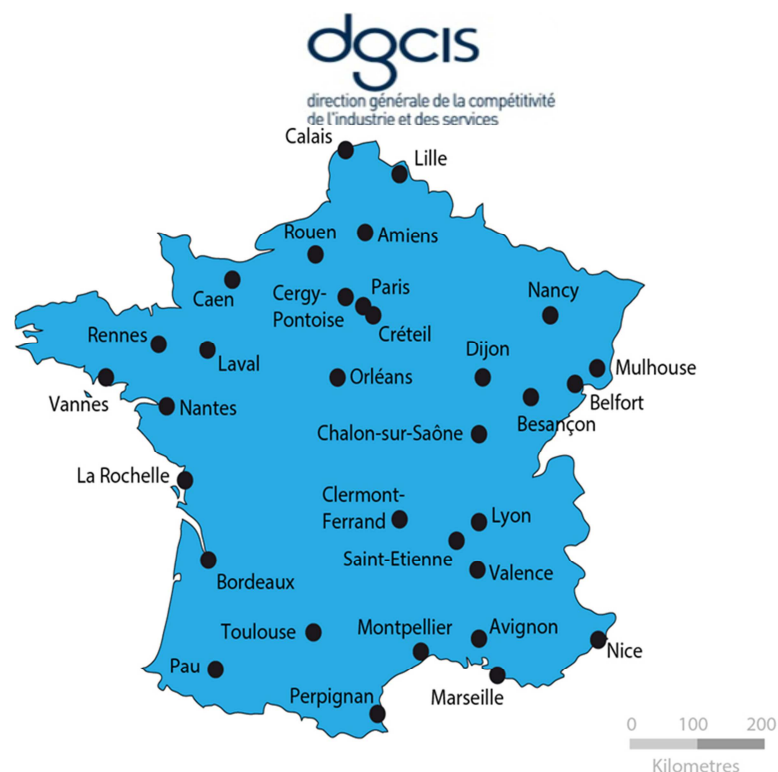 dgcis
direction générale de la compétitivité
de l'industrie et des services
Calais
Lille
Rouen
Amiens
Caen
Cergy-
Pontoise
Paris
Créteil
Nancy
Rennes
Laval
Dijon
Mulhouse
Orléans
Belfort
Vannes
Nantes
Besançon
Chalon-sur-Saône
La Rochelle
Clermont-
Ferrand
Lyon
Saint-Etienne
Valence
Bordeaux
Toulouse
Montpellier
Avignon
Nice
Pau
Perpignan
Marseille
0 100 200
Kilometres